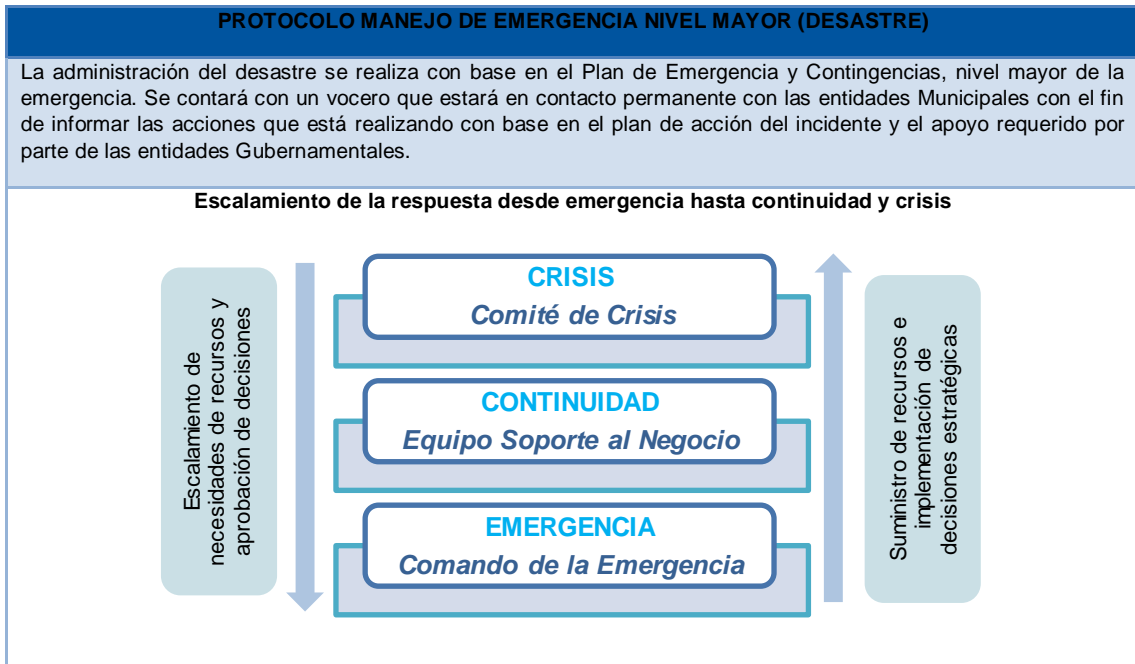 PROTOCOLO MANEJO DE EMERGENCIA NIVEL MAYOR (DESASTRE)
La administración del desastre se realiza con base en el Plan de Emergencia y Contingencias, nivel mayor de la
emergencia. Se contará con un vocero que estará en contacto permanente con las entidades Municipales con el fin
de informar las acciones que está realizando con base en el plan de acción del incidente y el apoyo requerido por
parte de las entidades Gubernamentales.
Escalamiento de la respuesta desde emergencia hasta continuidad y crisis
Escalamiento de
necesidades de recursos y
aprobación de decisiones
CRISIS
Comité de Crisis
CONTINUIDAD
Equipo Soporte al Negocio
EMERGENCIA
Comando de la Emergencia
Suministro de recursos e
implementación de
decisiones estratégicas